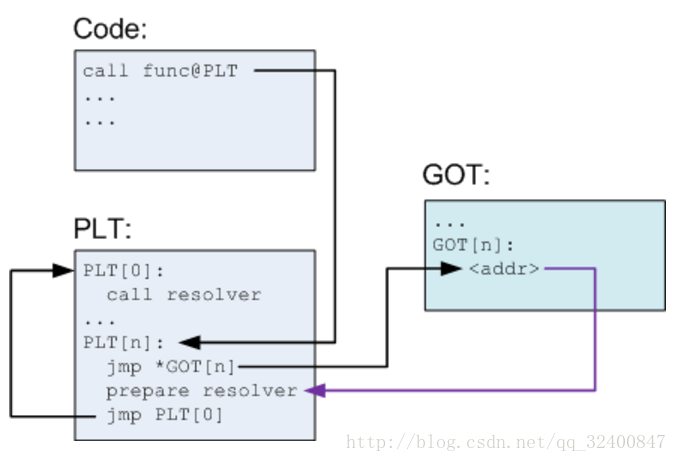 Code:
call func@PLT
...
...
GOT:
...
GOT[n]:
<addr>
PLT:
PLT[0]:
call resolver
...
PLT[n]:
jmp *GOT[n]
prepare resolver
jmp PLT[0]
http://blog.csdn.net/qq_32400847